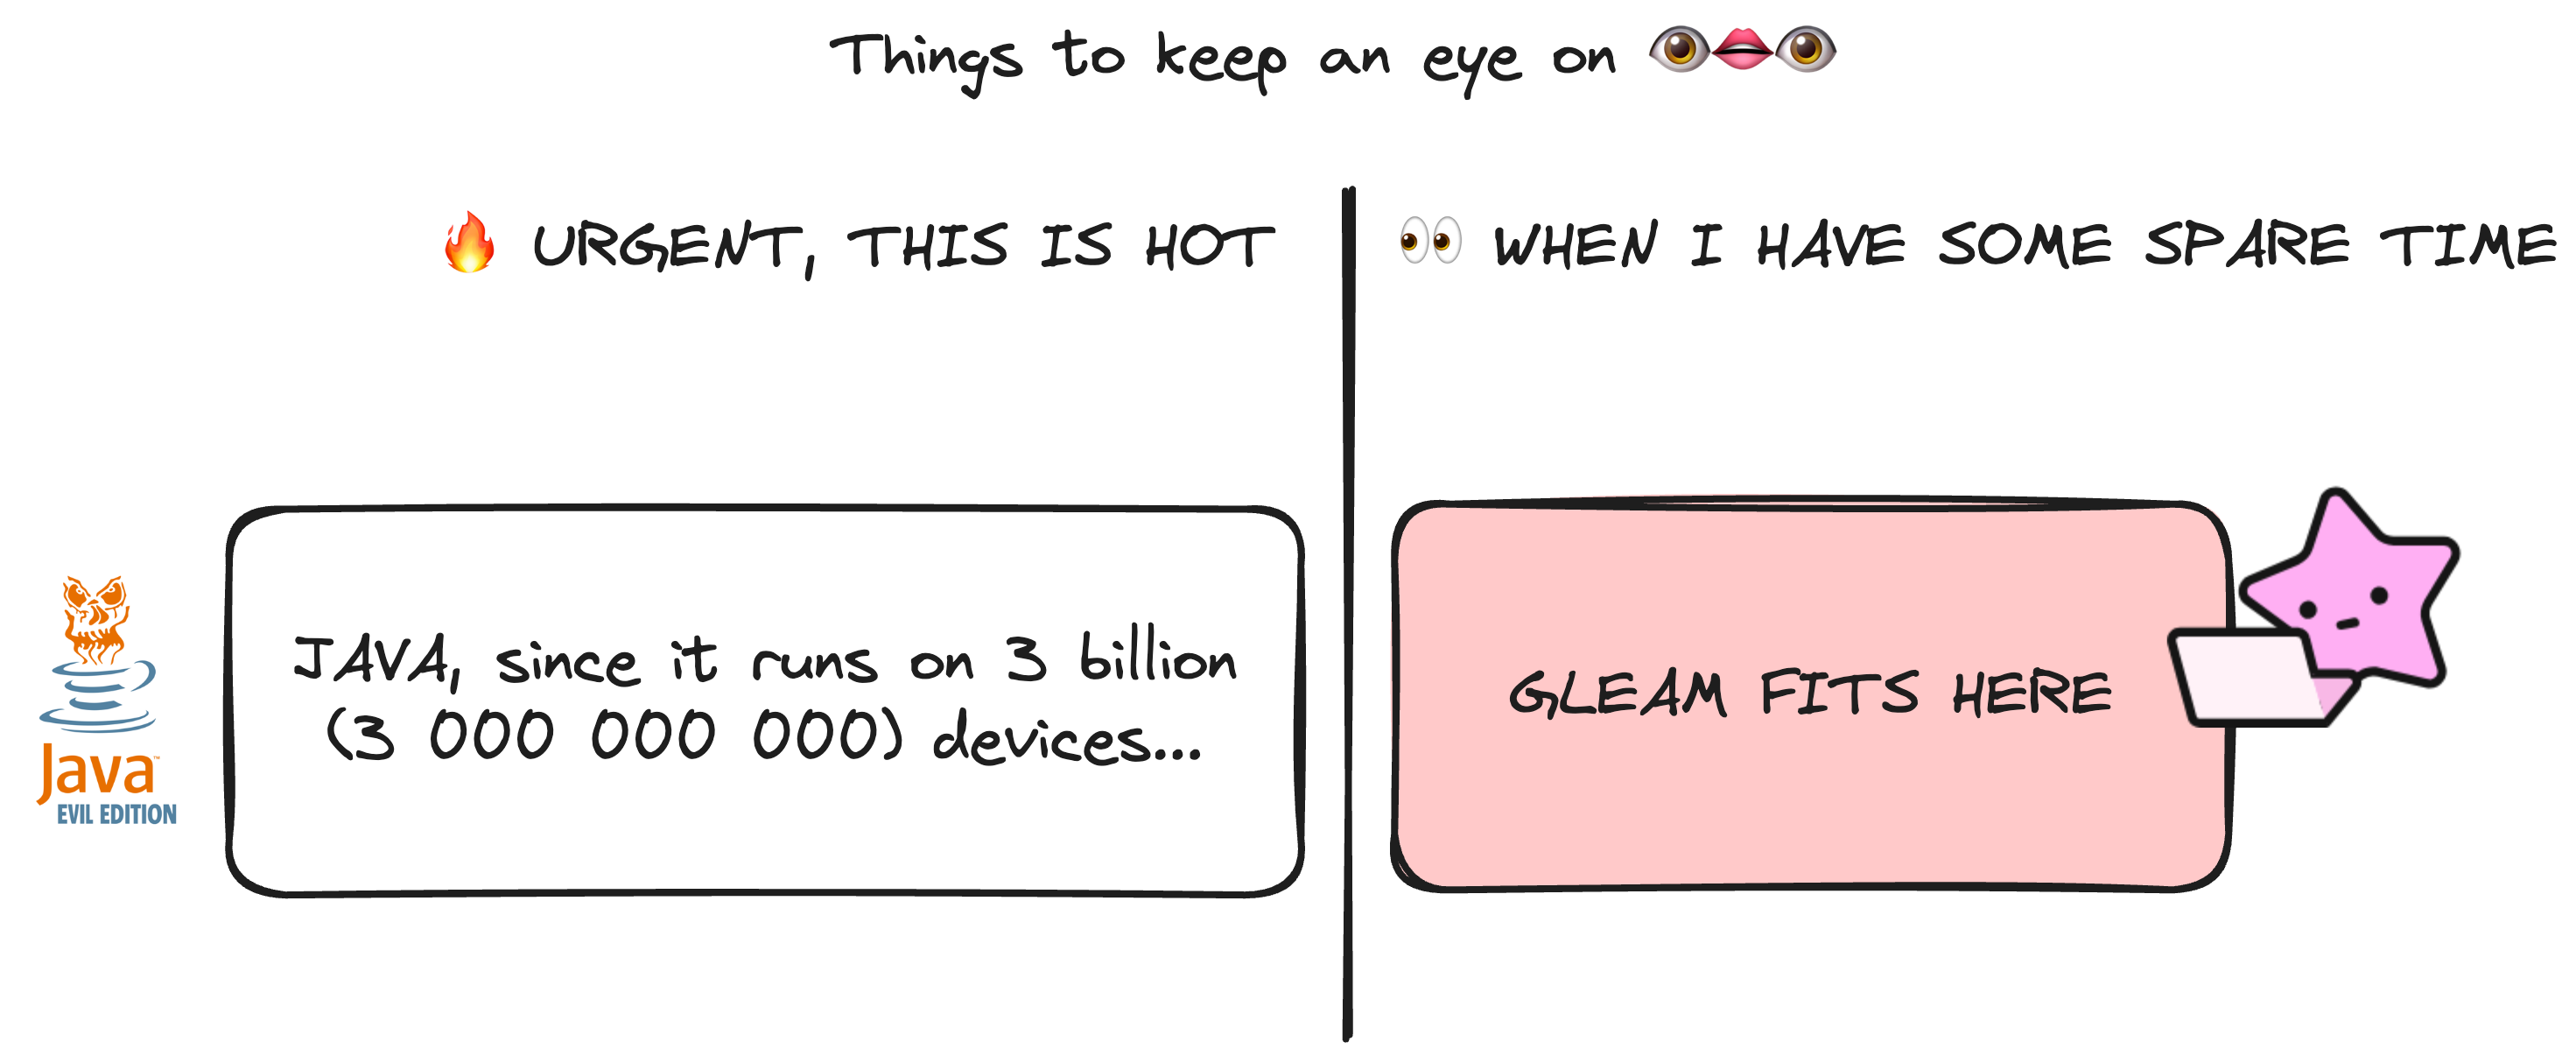 Things to keep an eye on 👁️👄👁️
🔥 URGENT, THIS IS HOT
👀 WHEN I HAVE SOME SPARE TIME
JAVA, since it runs on 3 billion
(3 000 000 000) devices...
Java™
EVIL EDITION
GLEAM FITS HERE